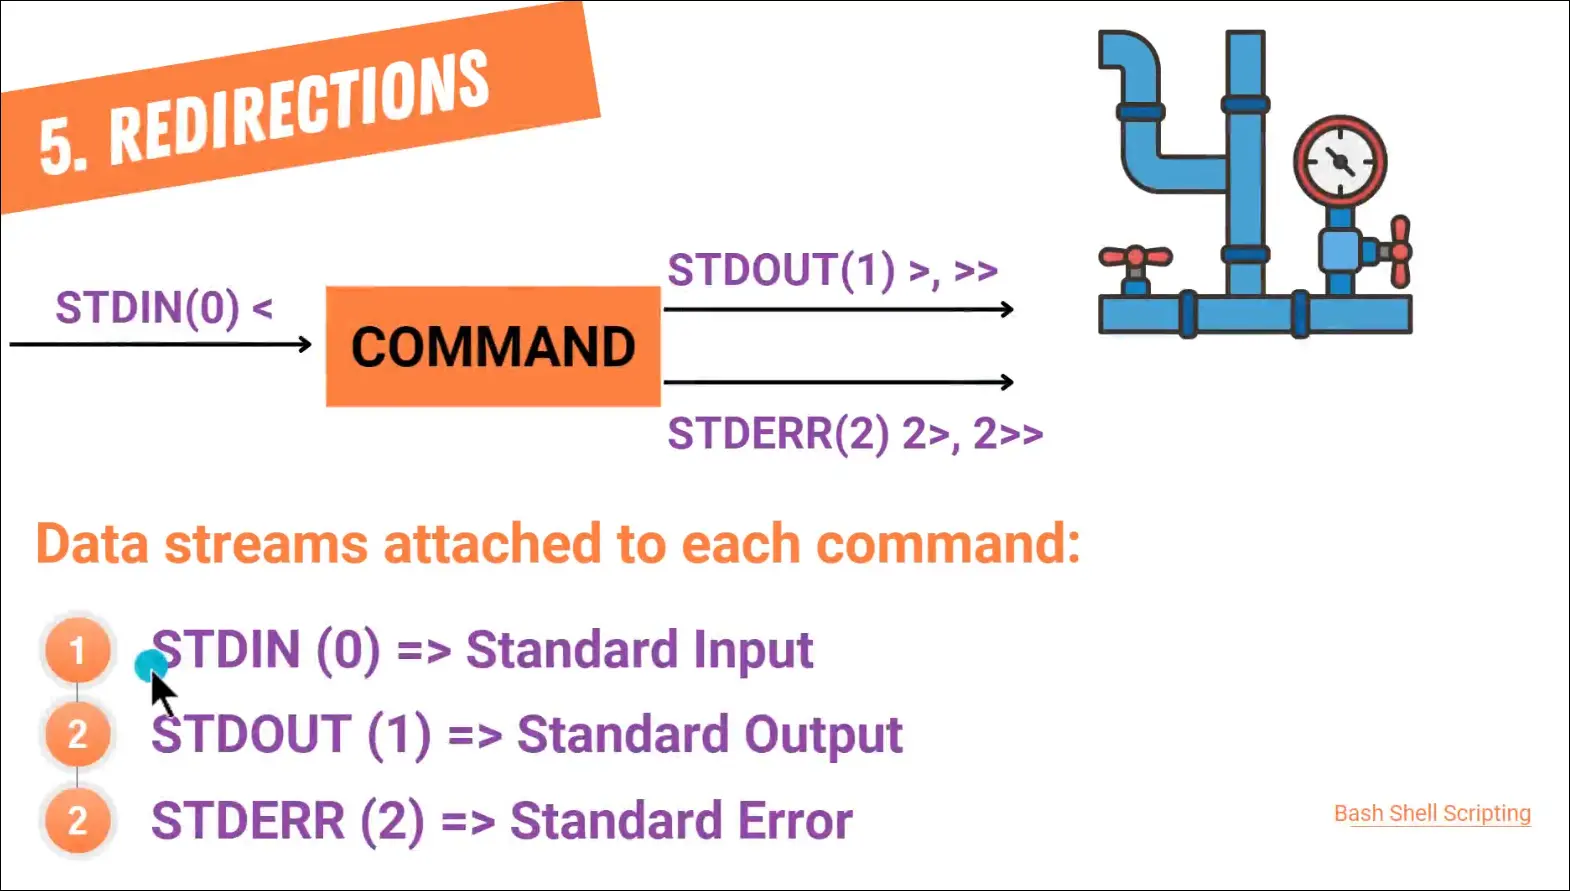 5. REDIRECTIONS
STDIN(0) <
COMMAND
STDOUT(1) >, >>
STDERR(2) 2>, 2>>
Data streams attached to each command:
1 STDIN (0) => Standard Input
2 STDOUT (1) => Standard Output
2 STDERR (2) => Standard Error
Bash Shell Scripting